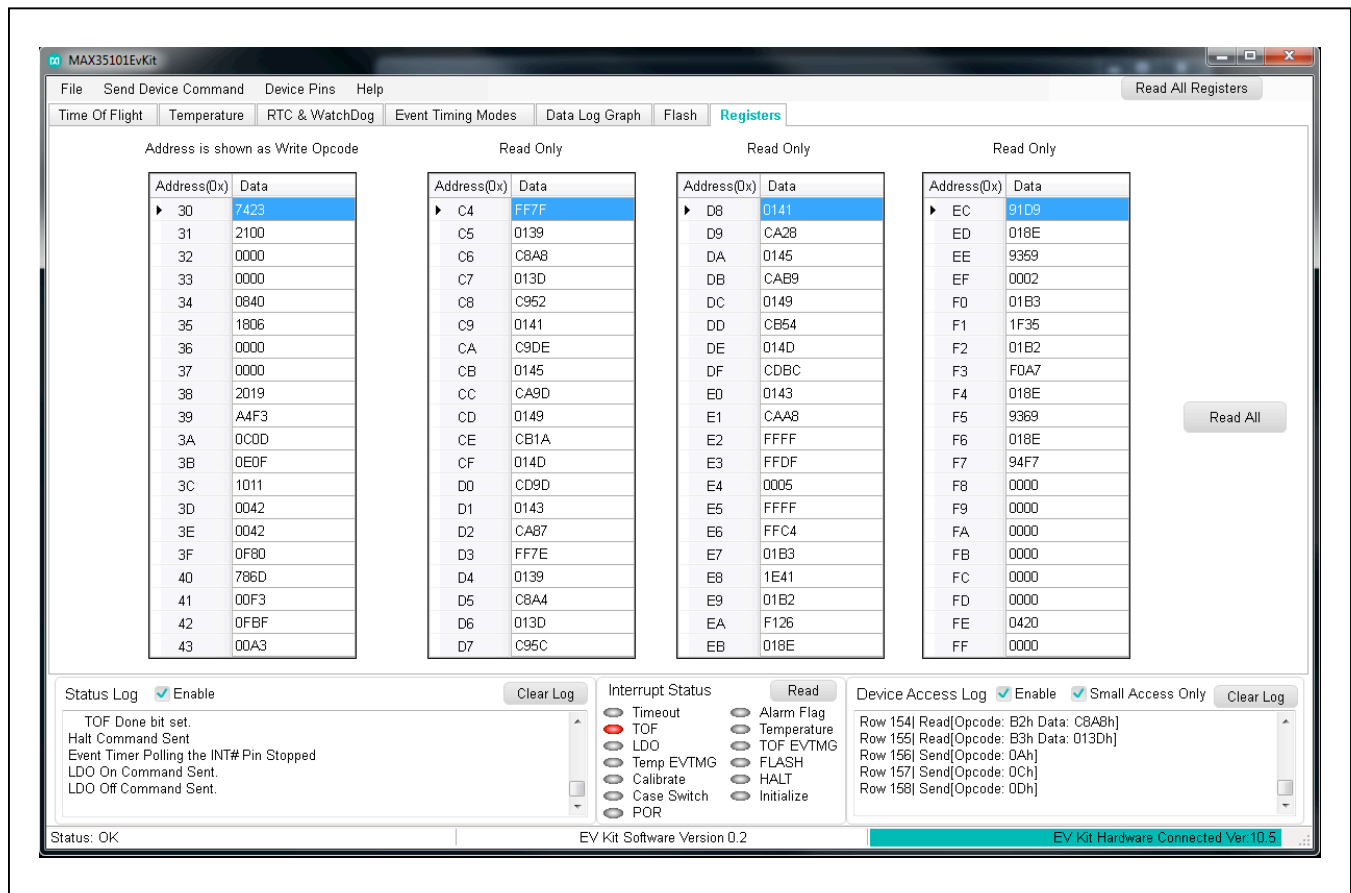 MAX35101EvKit
File Send Device Command Device Pins Help Read All Registers
Time Of Flight Temperature RTC & WatchDog Event Timing Modes Data Log Graph Flash Registers
Address is shown as Write Opcode Read Only Read Only Read Only
Address(0x) Data Address(0x) Data Address(0x) Data Address(0x) Data
30 7423 C4 FF7F D8 0141 EC 91D9
31 2100 C5 0139 D9 CA28 ED 018E
32 0000 C6 C8A8 DA 0145 EE 9359
33 0000 C7 013D DB CAB9 EF 0002
34 0840 C8 C952 DC 0149 F0 01B3
35 1806 C9 0141 DD CB54 F1 1F35
36 0000 CA C9DE DE 014D F2 01B2
37 0000 CB 0145 DF CDBC F3 F0A7
38 2019 CC CA9D E0 0143 F4 018E
39 A4F3 CD 0149 E1 CAA8 F5 9369
Read All
3A 0C0D CE CB1A E2 FFFF F6 018E
3B 0E0F CF 014D E3 FFDF F7 94F7
3C 1011 D0 CD9D E4 0005 F8 0000
3D 0042 D1 0143 E5 FFFF F9 0000
3E 0042 D2 CA87 E6 FFC4 FA 0000
3F 0F80 D3 FF7E E7 01B3 FB 0000
40 786D D4 0139 E8 1E41 FC 0000
41 00F3 D5 C8A4 E9 01B2 FD 0000
42 0FBF D6 013D EA F126 FE 0420
43 00A3 D7 C95C EB 018E FF 0000
Status Log Enable Clear Log
TOF Done bit set.
Halt Command Sent
Event Timer Polling the INT# Pin Stopped
LDO On Command Sent.
LDO Off Command Sent.
Interrupt Status Read
Timeout Alarm Flag
TOF Temperature
LDO TOF EVTMG
Temp EVTMG FLASH
Calibrate HALT
Case Switch Initialize
POR
Device Access Log Enable Small Access Only Clear Log
Row 154| Read[Opcode: B2h Data: C8A8h]
Row 155| Read[Opcode: B3h Data: 013Dh]
Row 156| Send[Opcode: 0Ah]
Row 157| Send[Opcode: 0Ch]
Row 158| Send[Opcode: 0Dh]
Status: OK EV Kit Software Version 0.2 EV Kit Hardware Connected Ver:10.5